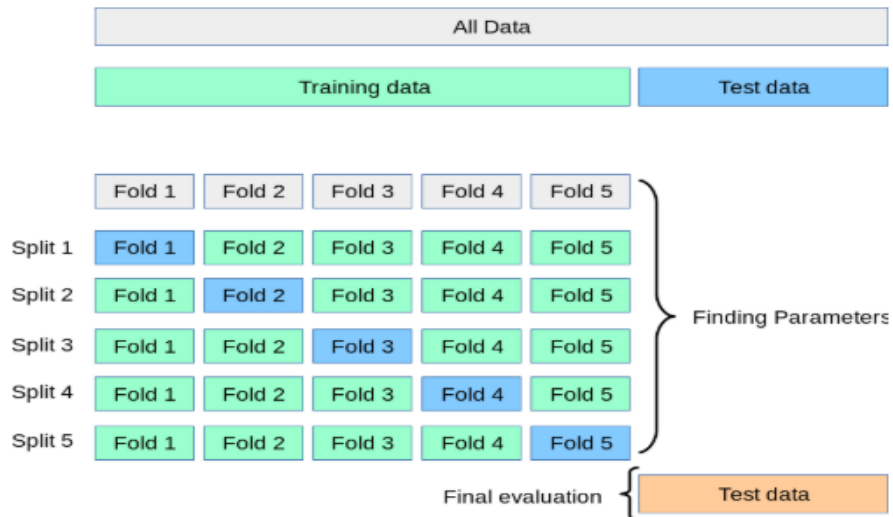 All Data
Training data Test data
Fold 1 Fold 2 Fold 3 Fold 4 Fold 5
Split 1 Fold 1 Fold 2 Fold 3 Fold 4 Fold 5
Split 2 Fold 1 Fold 2 Fold 3 Fold 4 Fold 5
Finding Parameters
Split 3 Fold 1 Fold 2 Fold 3 Fold 4 Fold 5
Split 4 Fold 1 Fold 2 Fold 3 Fold 4 Fold 5
Split 5 Fold 1 Fold 2 Fold 3 Fold 4 Fold 5
Final evaluation Test data